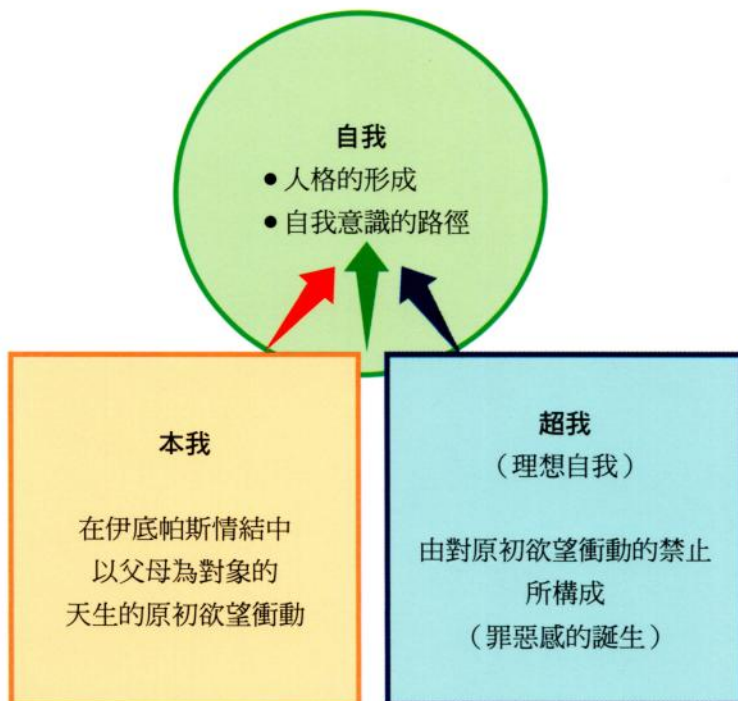 自我
● 人格的形成
● 自我意識的路徑
本我
在伊底帕斯情結中
以父母為對象的
天生的原初欲望衝動
超我
（理想自我）
由對原初欲望衝動的禁止
所構成
（罪惡感的誕生）